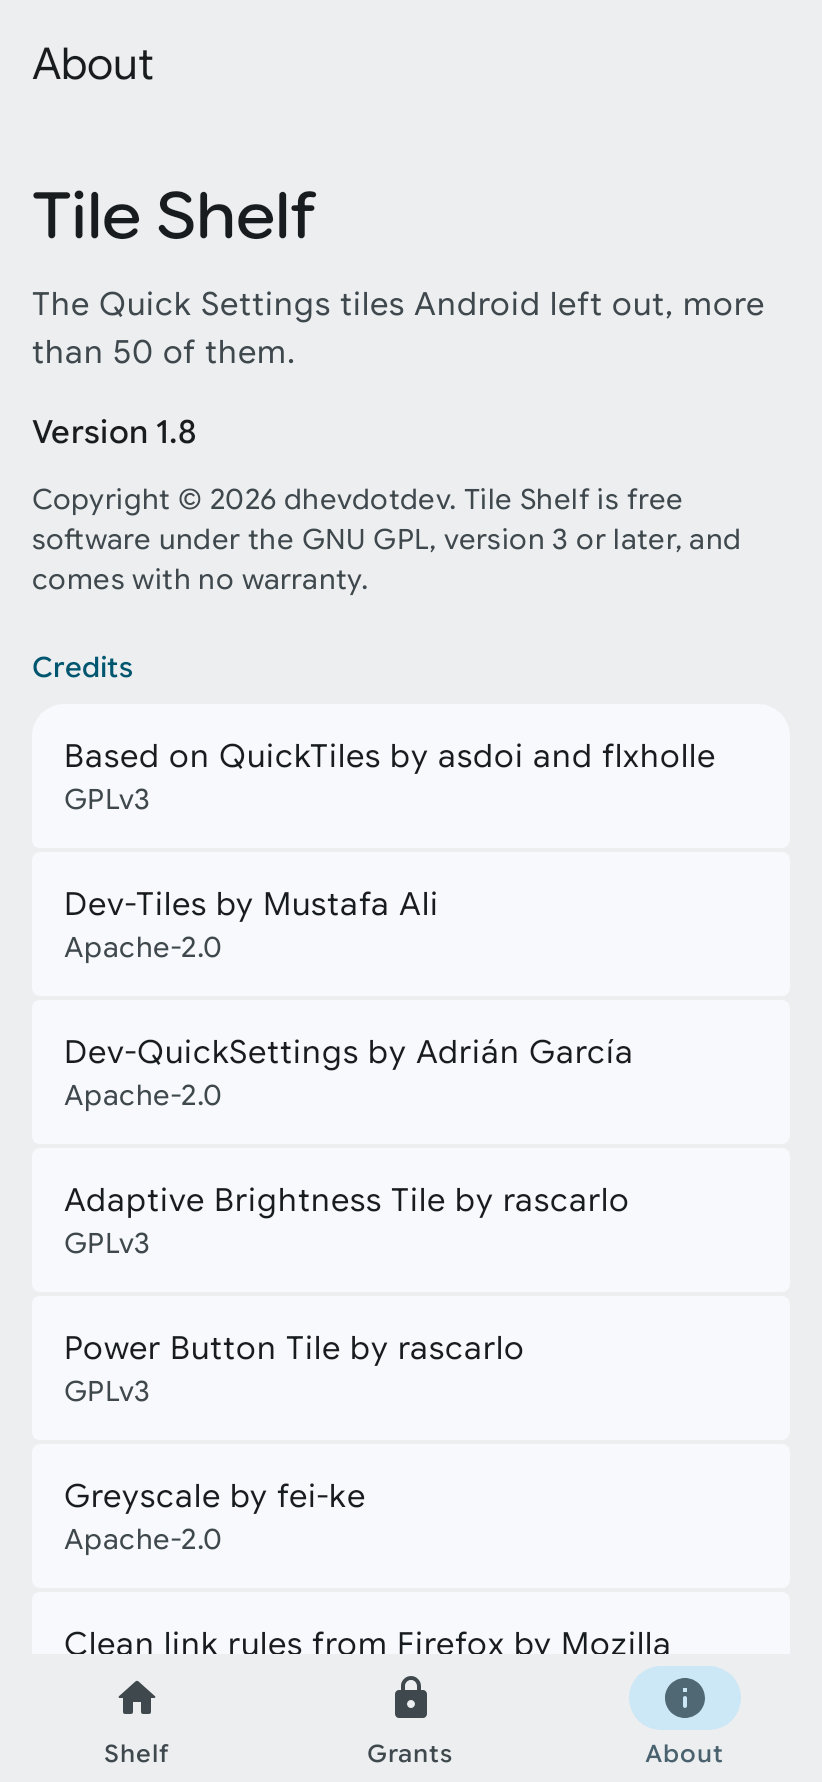 About
Tile Shelf
The Quick Settings tiles Android left out, more
than 50 of them.
Version 1.8
Copyright © 2026 dhevdotdev. Tile Shelf is free
software under the GNU GPL, version 3 or later, and
comes with no warranty.
Credits
Based on QuickTiles by asdoi and flxholle
GPLv3
Dev-Tiles by Mustafa Ali
Apache-2.0
Dev-QuickSettings by Adrián García
Apache-2.0
Adaptive Brightness Tile by rascarlo
GPLv3
Power Button Tile by rascarlo
GPLv3
Greyscale by fei-ke
Apache-2.0
Clean link rules from Firefox by Mozilla
Shelf
Grants
About